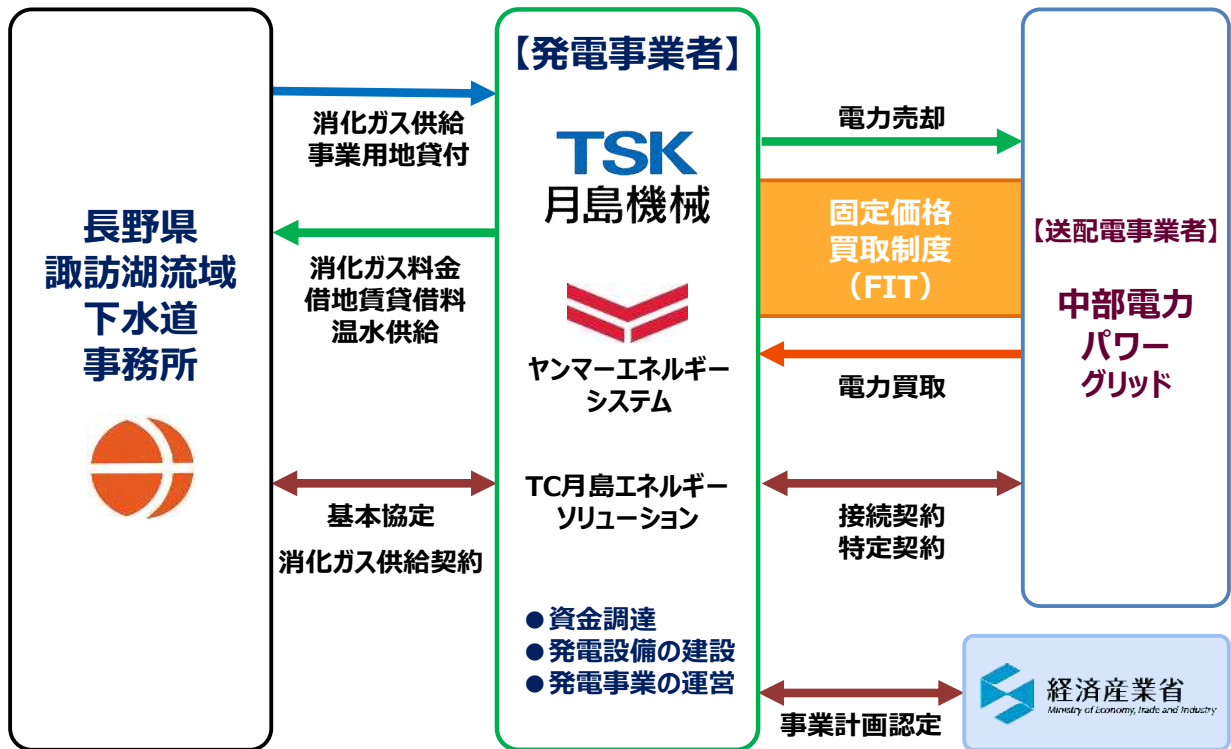 長野県
諏訪湖流域
下水道
事務所
消化ガス供給
事業用地貸付
消化ガス料金
借地賃貸借料
温水供給
基本協定
消化ガス供給契約
【発電事業者】
TSK
月島機械
ヤンマーエネルギー
システム
TC月島エネルギー
ソリューション
●資金調達
●発電設備の建設
●発電事業の運営
電力売却
固定価格
買取制度
（FIT）
電力買取
接続契約
特定契約
事業計画認定
【送配電事業者】
中部電力
パワー
グリッド
経済産業省
Ministry of Economy, Trade and Industry